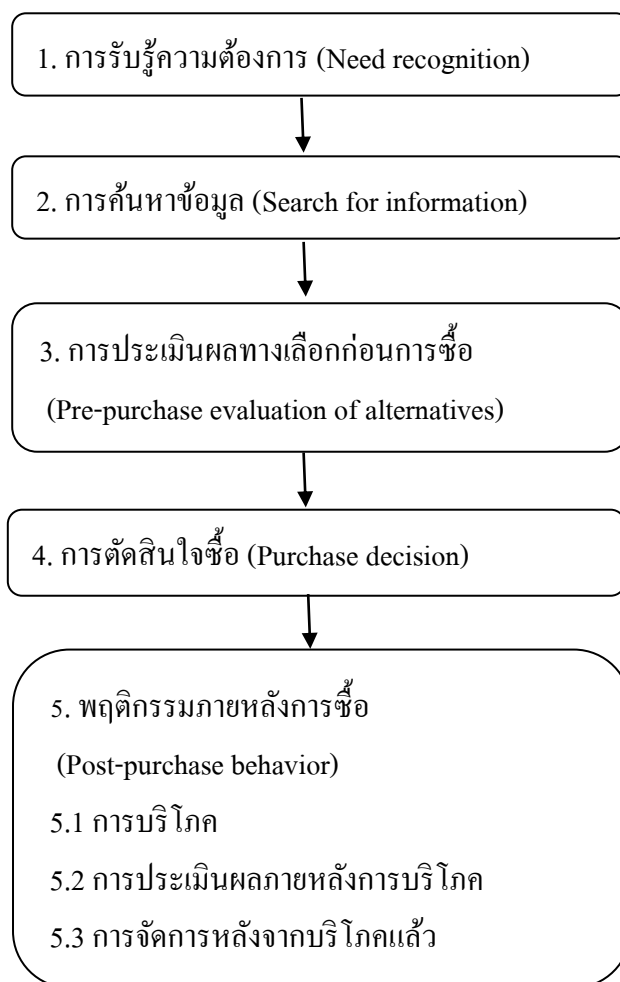 1. การรับรู้ความต้องการ (Need recognition)
2. การค้นหาข้อมูล (Search for information)
3. การประเมินผลทางเลือกก่อนการซื้อ
(Pre-purchase evaluation of alternatives)
4. การตัดสินใจซื้อ (Purchase decision)
5. พฤติกรรมภายหลังการซื้อ
(Post-purchase behavior)
5.1 การบริโภค
5.2 การประเมินผลภายหลังการบริโภค
5.3 การจัดการหลังจากบริโภคแล้ว